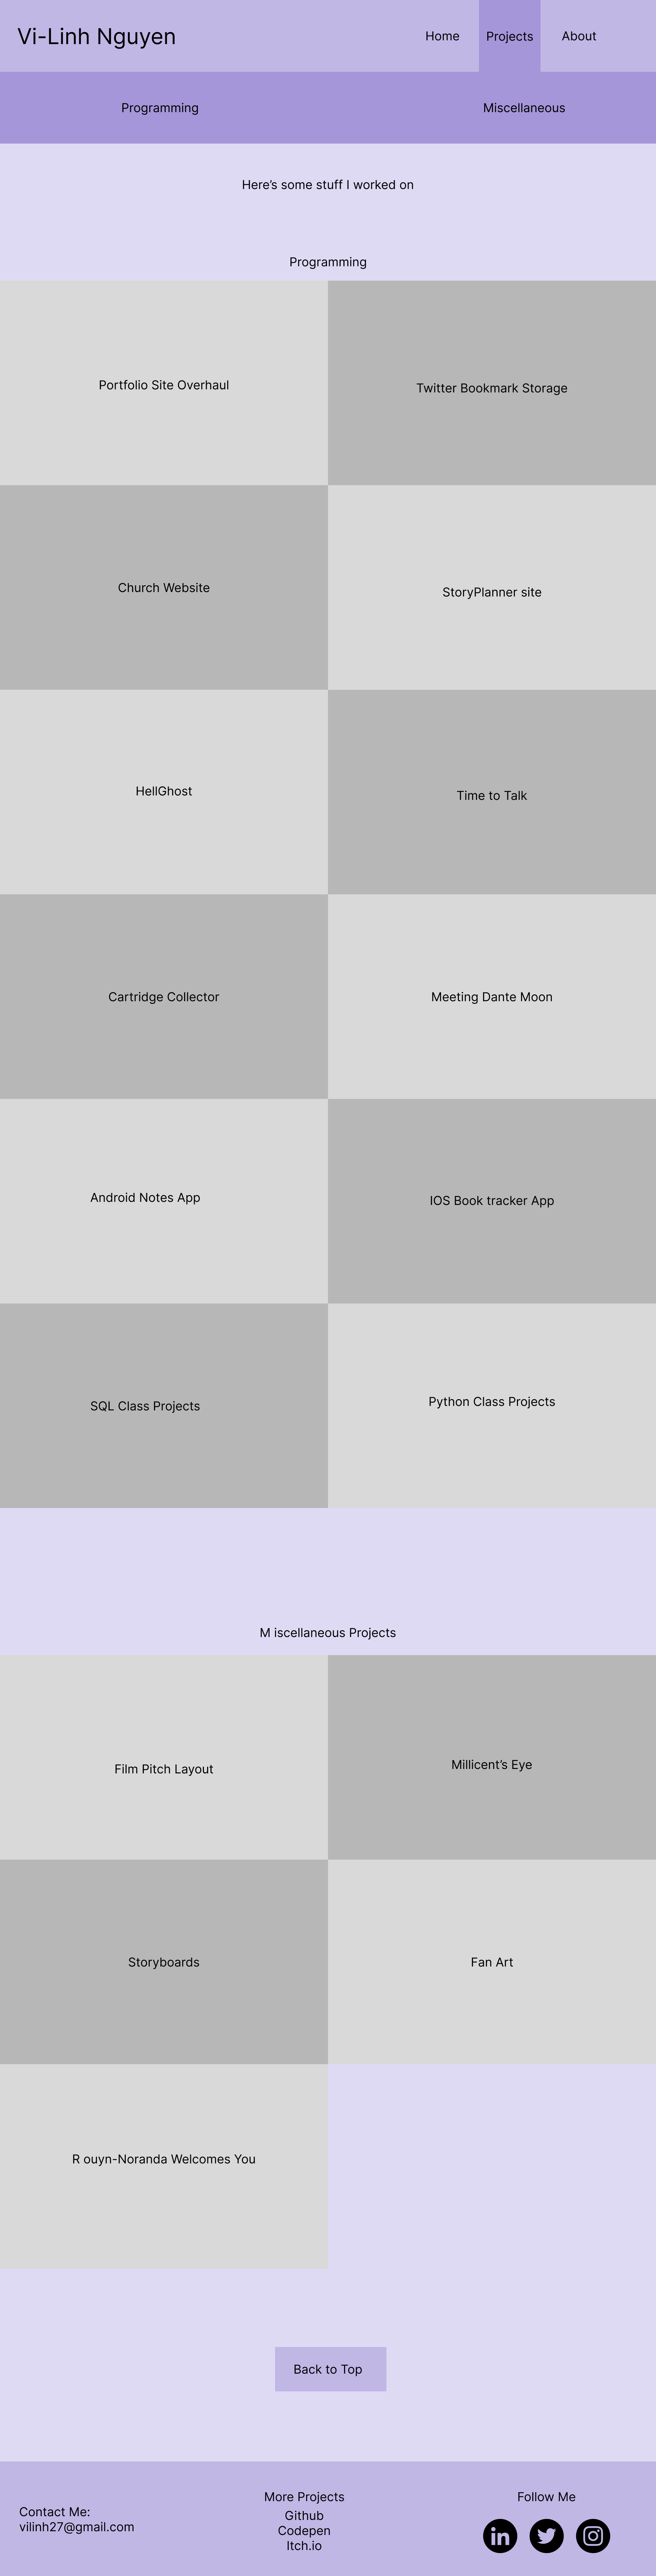 Vi-Linh Nguyen
Home
Projects
About
Programming
Miscellaneous
Here's some stuff I worked on
Programming
Portfolio Site Overhaul
Twitter Bookmark Storage
Church Website
StoryPlanner site
HellGhost
Time to Talk
Cartridge Collector
Meeting Dante Moon
Android Notes App
IOS Book tracker App
SQL Class Projects
Python Class Projects
M iscellaneous Projects
Film Pitch Layout
Millicent's Eye
Storyboards
Fan Art
R ouyn-Noranda Welcomes You
Back to Top
Contact Me:
vilinh27@gmail.com
More Projects
Github
Codepen
Itch.io
Follow Me
in